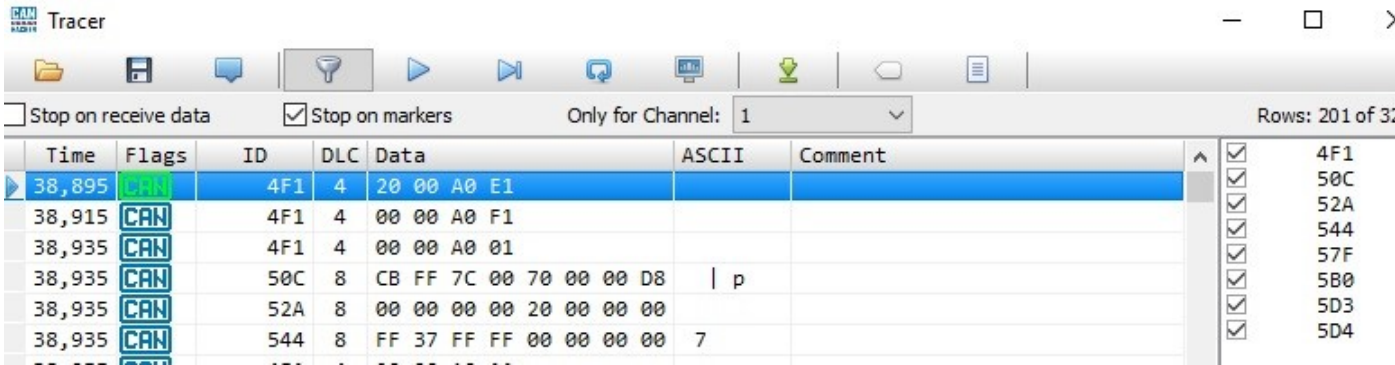 CAN HACKER Tracer
Stop on receive data Stop on markers Only for Channel: 1 Rows: 201 of 32
Time Flags ID DLC Data ASCII Comment
38,895 CAN 4F1 4 20 00 A0 E1
38,915 CAN 4F1 4 00 00 A0 F1
38,935 CAN 4F1 4 00 00 A0 01
38,935 CAN 50C 8 CB FF 7C 00 70 00 00 D8 | p
38,935 CAN 52A 8 00 00 00 00 20 00 00 00
38,935 CAN 544 8 FF 37 FF FF 00 00 00 00 7
4F1
50C
52A
544
57F
5B0
5D3
5D4